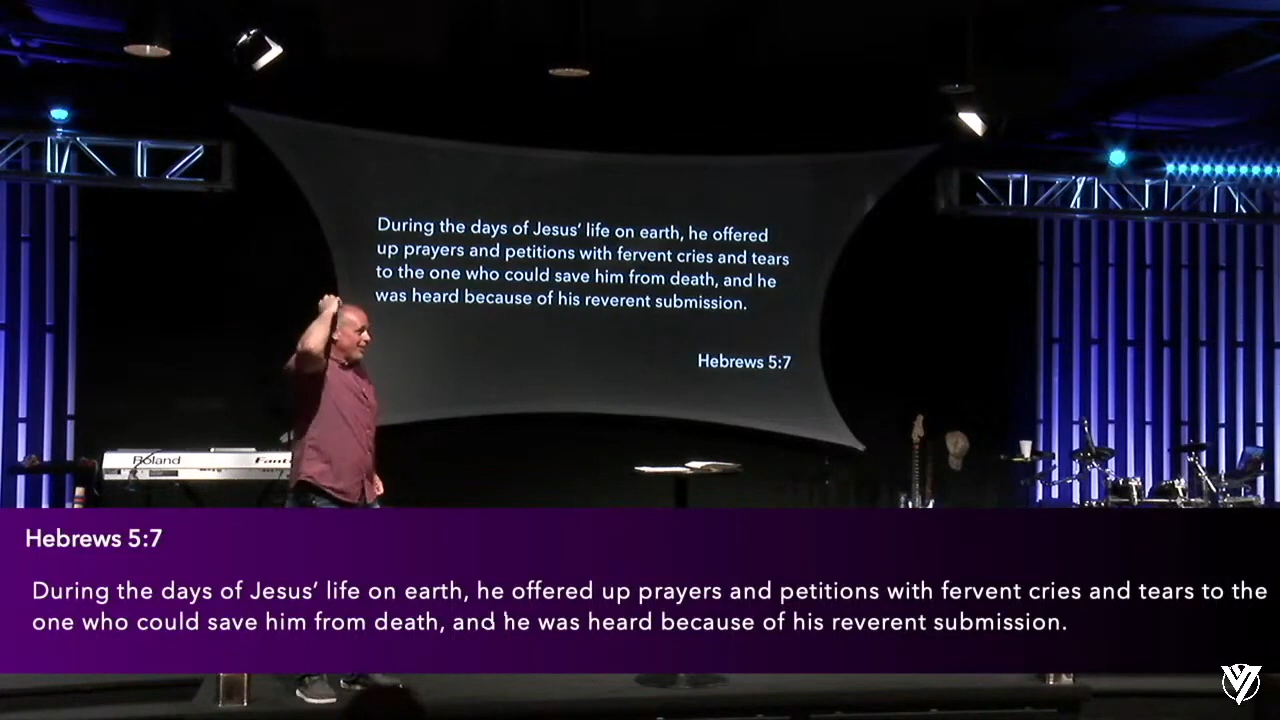 During the days of Jesus’ life on earth, he offered
up prayers and petitions with fervent cries and tears
to the one who could save him from death, and he
was heard because of his reverent submission.
Hebrews 5:7
Roland
Hebrews 5:7
During the days of Jesus’ life on earth, he offered up prayers and petitions with fervent cries and tears to the
one who could save him from death, and he was heard because of his reverent submission.